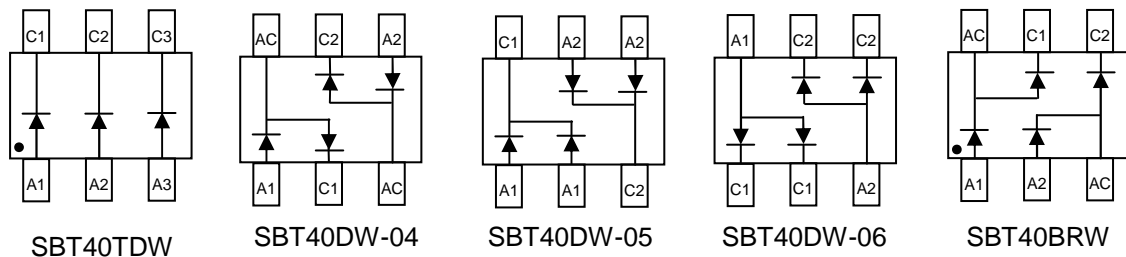 C1 C2 C3
A1 A2 A3
SBT40TDW
AC C2 A2
A1 C1 AC
SBT40DW-04
C1 A2 A2
A1 A1 C2
SBT40DW-05
A1 C2 C2
C1 C1 A2
SBT40DW-06
AC C1 C2
A1 A2 AC
SBT40BRW